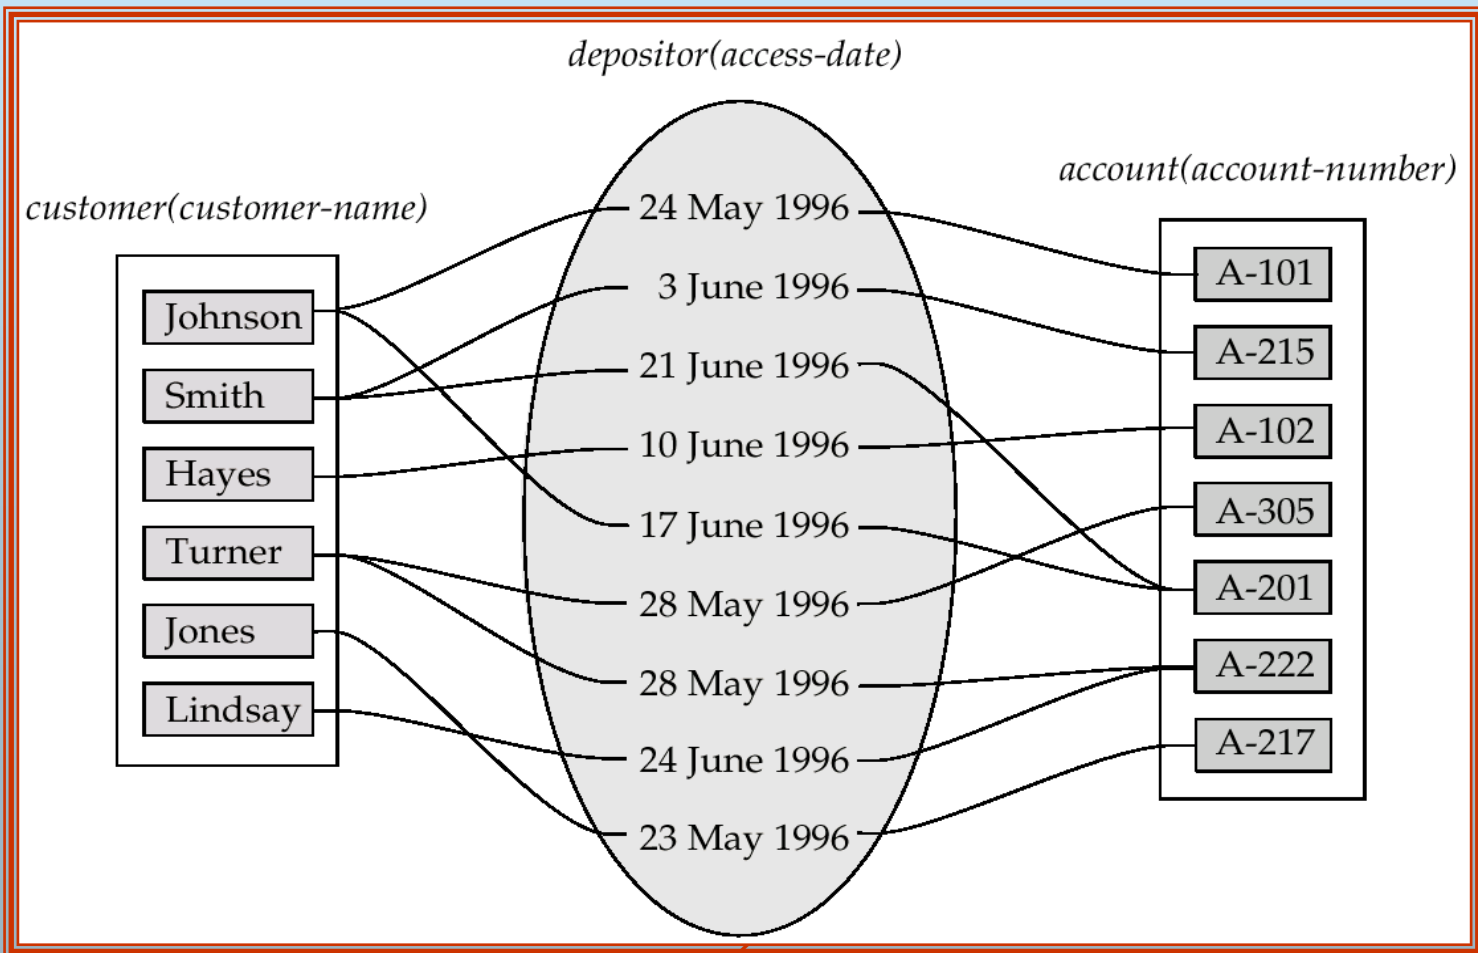 depositor(access-date)
customer(customer-name)
account(account-number)
Johnson
Smith
Hayes
Turner
Jones
Lindsay
24 May 1996
3 June 1996
21 June 1996
10 June 1996
17 June 1996
28 May 1996
28 May 1996
24 June 1996
23 May 1996
A-101
A-215
A-102
A-305
A-201
A-222
A-217